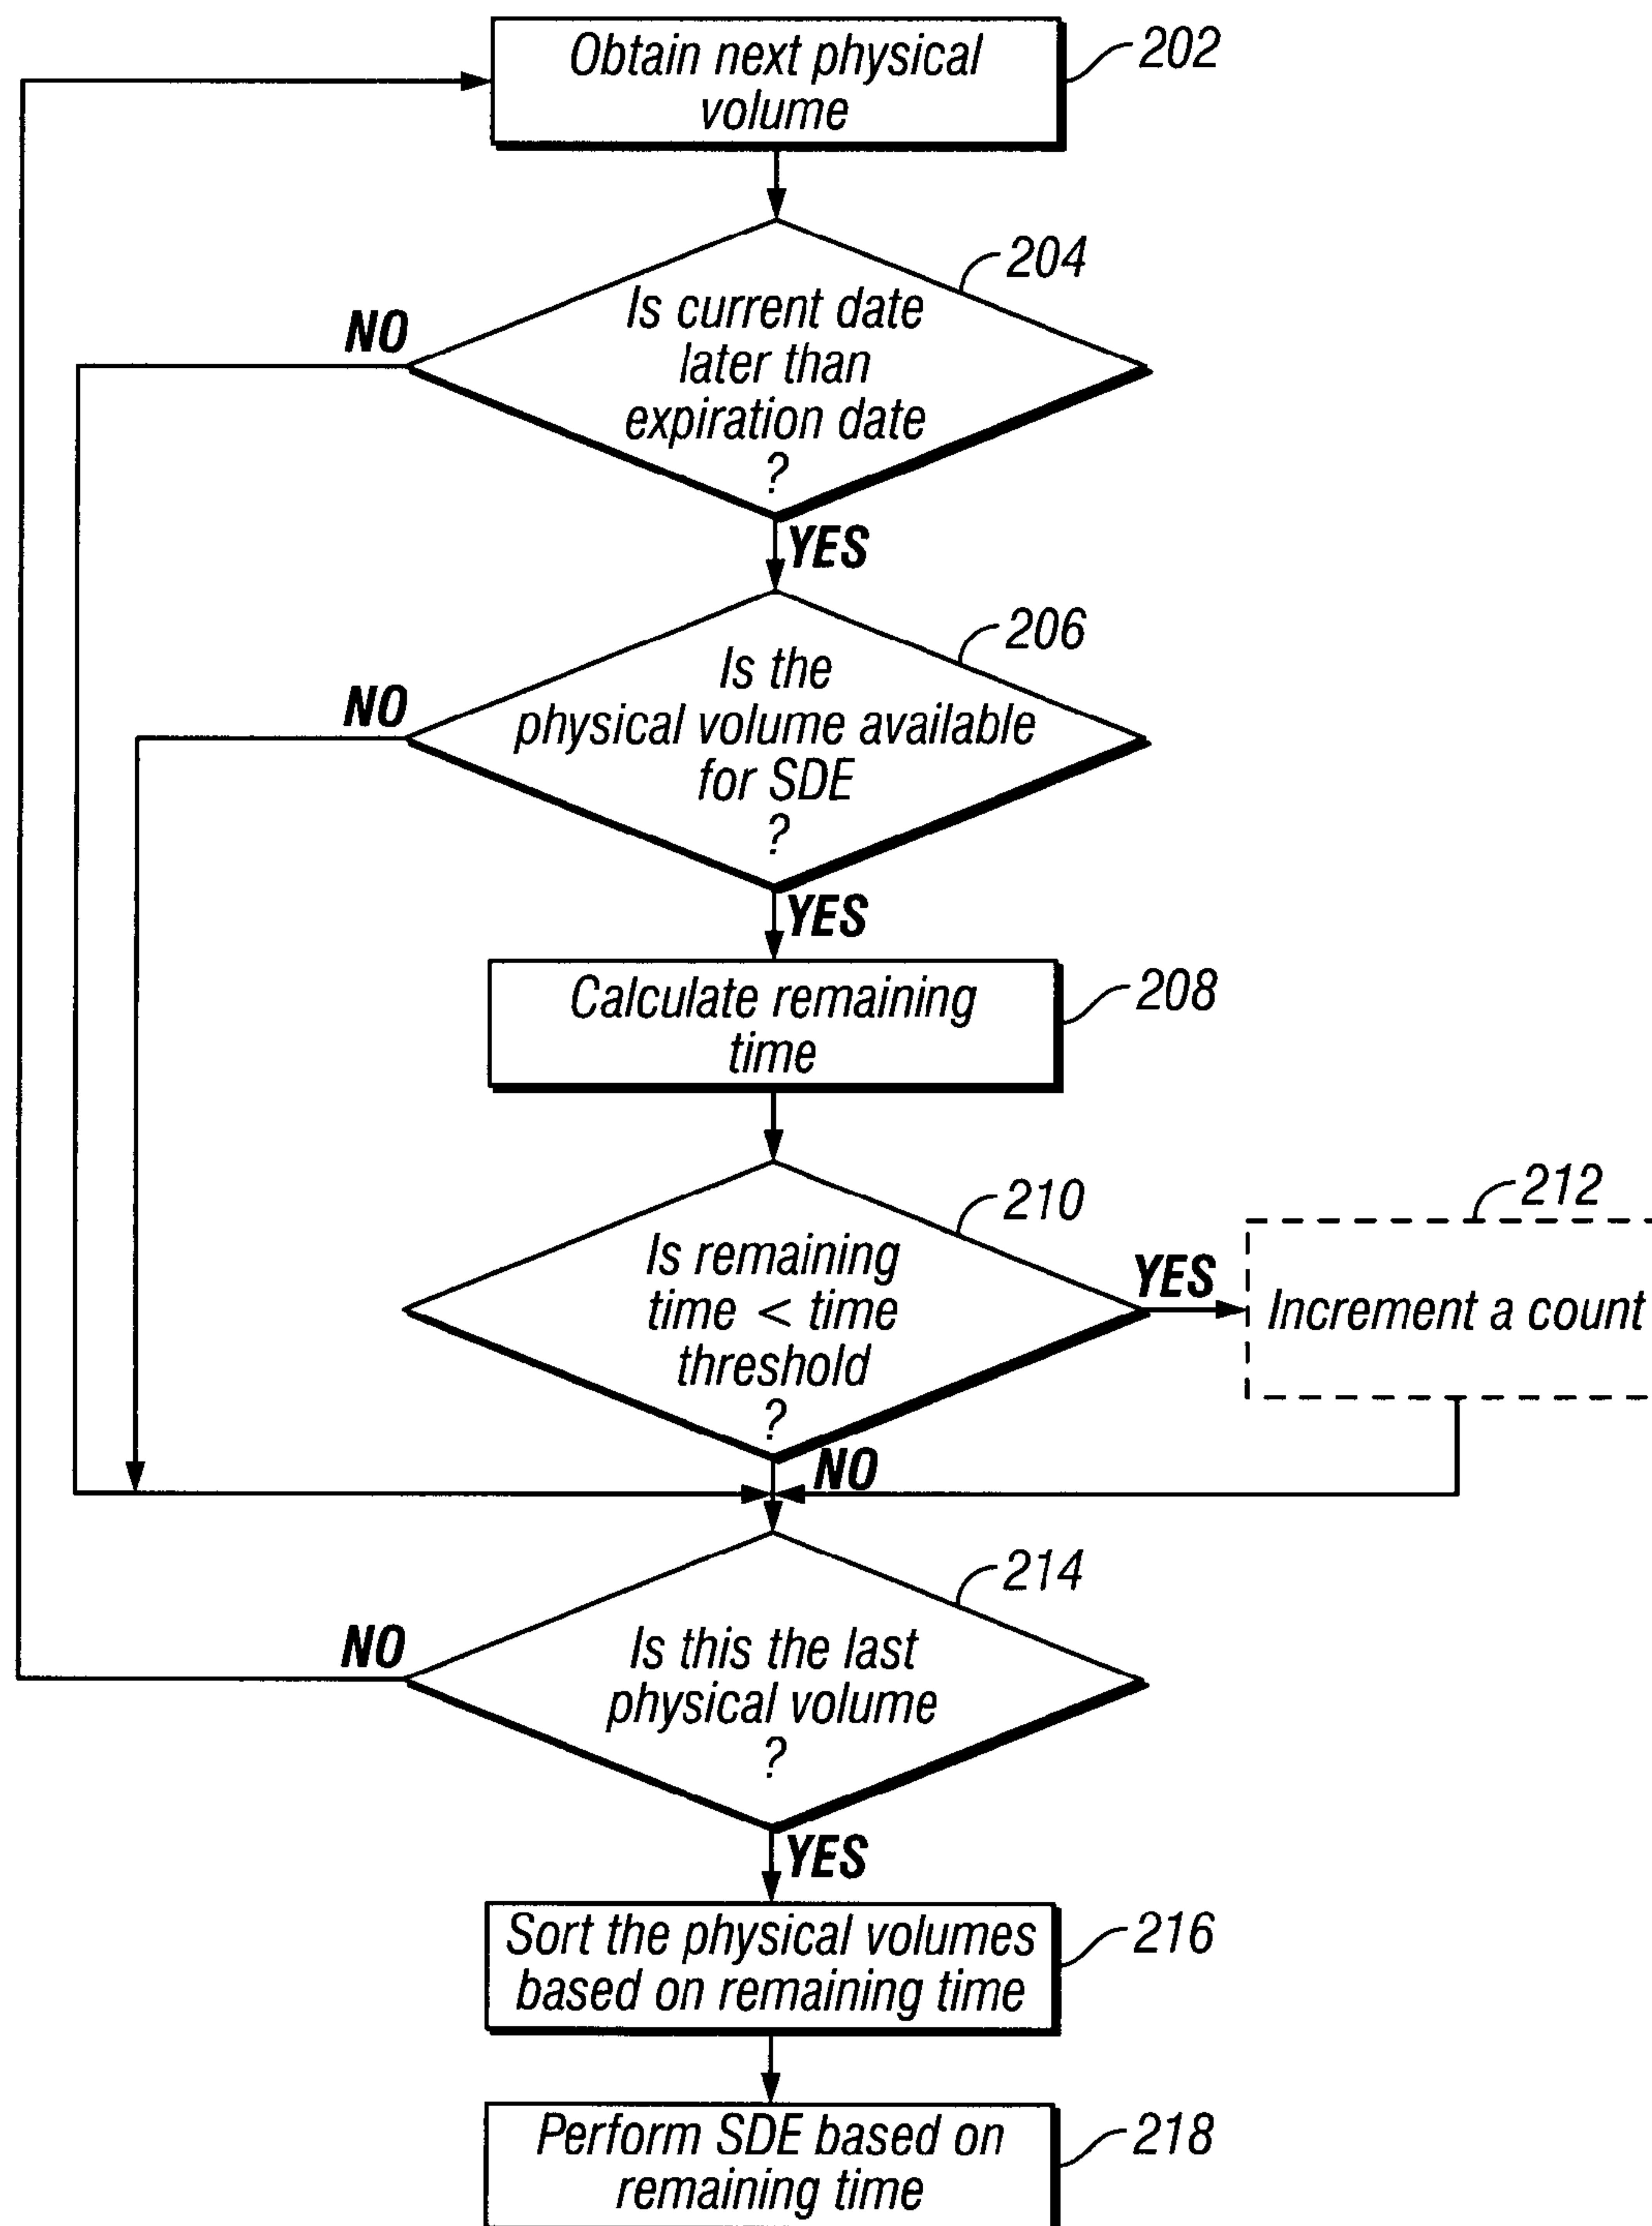 Obtain next physical
volume
202
204
Is current date
later than
expiration date
?
NO
YES
206
Is the
physical volume available
for SDE
?
NO
YES
Calculate remaining
time
208
210
Is remaining
time < time
threshold
?
YES
212
Increment a count
NO
214
Is this the last
physical volume
?
NO
YES
Sort the physical volumes
based on remaining time
216
Perform SDE based on
remaining time
218